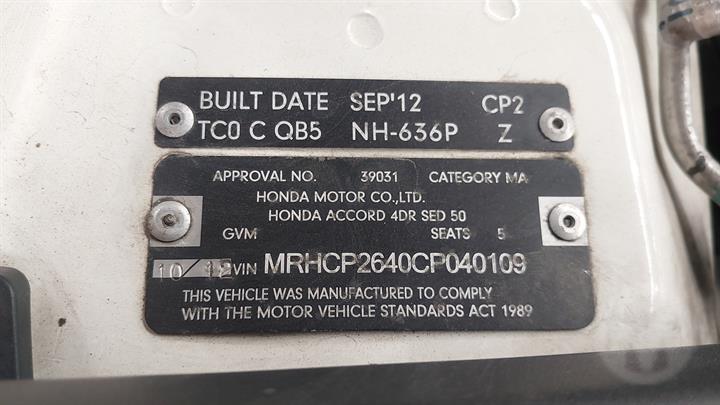 BUILT DATE SEP'12 CP2
TC0 C QB5 NH-636P Z
APPROVAL NO. 39031 CATEGORY MA
HONDA MOTOR CO.,LTD.
HONDA ACCORD 4DR SED 50
GVM SEATS 5
10/12 VIN MRHCP2640CP040109
THIS VEHICLE WAS MANUFACTURED TO COMPLY
WITH THE MOTOR VEHICLE STANDARDS ACT 1989